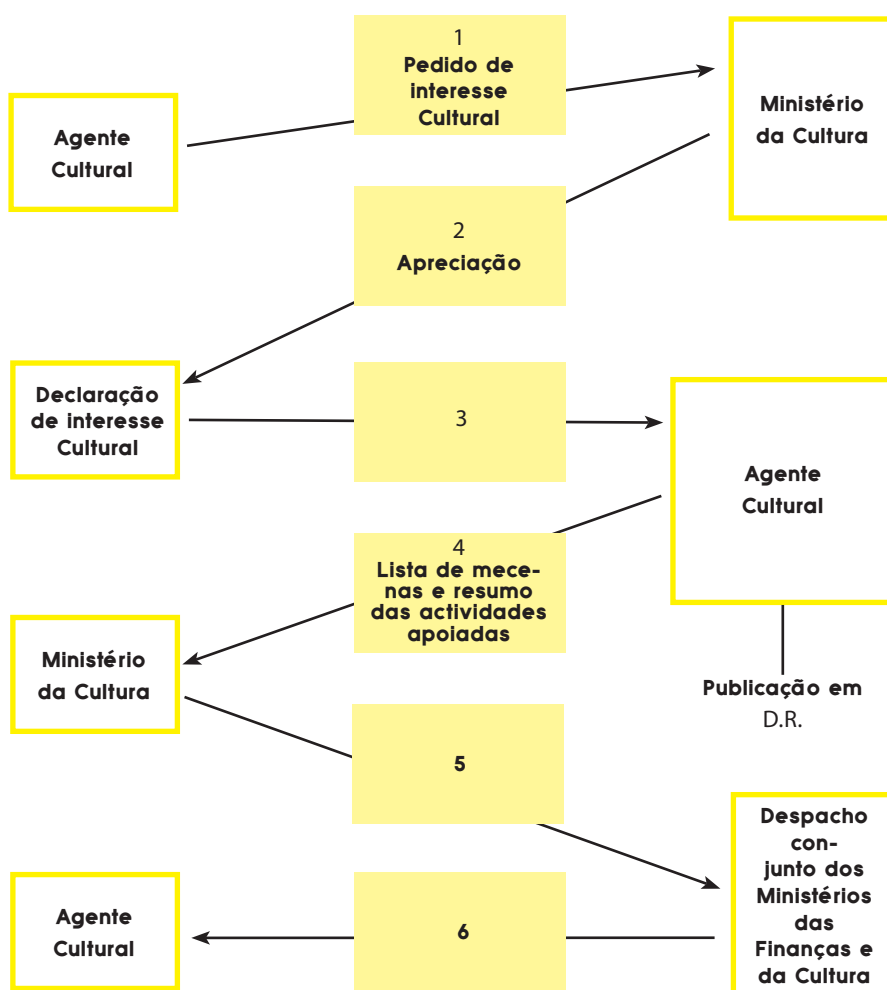 1
Pedido de
interesse
Cultural
Agente
Cultural
Ministério
da Cultura
2
Apreciação
Declaração
de interesse
Cultural
3
Agente
Cultural
4
Lista de mece-
nas e resumo
das actividades
apoiadas
Ministério
da Cultura
Publicação em
D.R.
5
Despacho
con-
junto dos
Ministérios
das
Finanças e
da Cultura
6
Agente
Cultural